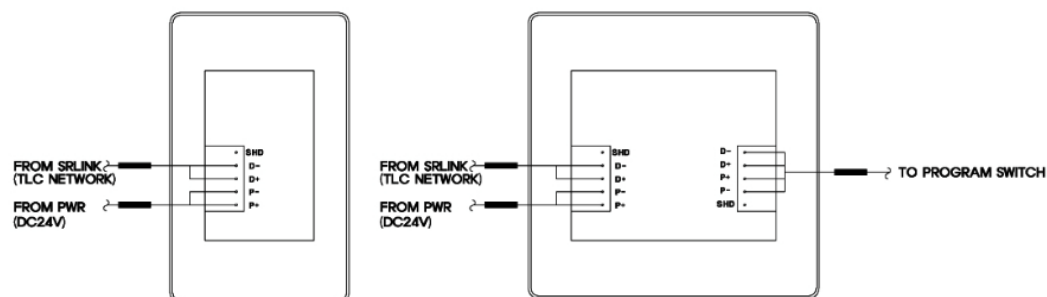 SHD
FROM SRLINK
(TLC NETWORK)
D-
D+
FROM PWR
(DC24V)
P-
P+
FROM SRLINK
(TLC NETWORK)
FROM PWR
(DC24V)
SHD
D-
D+
P-
P+
D-
D+
P+
P-
SHD
TO PROGRAM SWITCH